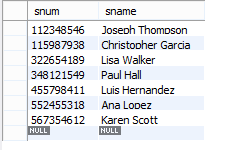 snum sname
112348546 Joseph Thompson
115987938 Christopher Garcia
322654189 Lisa Walker
348121549 Paul Hall
455798411 Luis Hernandez
552455318 Ana Lopez
567354612 Karen Scott
NULL NULL